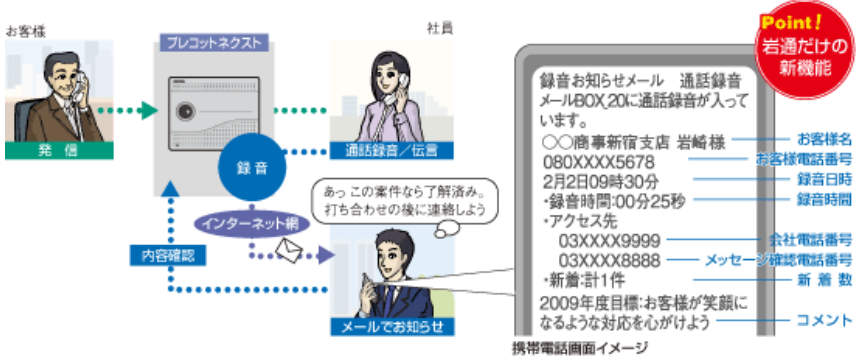 お客様
プレコットネクスト
社員
発信
録音
通話録音／伝言
インターネット網
内容確認
あっ この案件なら了解済み。
打ち合わせの後に連絡しよう
メールでお知らせ
Point!
岩通だけの
新機能
録音お知らせメール　通話録音
メールBOX_20に通話録音が入って
います。
〇〇商事新宿支店 岩崎様
お客様名
080XXXX5678
お客様電話番号
2月2日09時30分
録音日時
・録音時間:00分25秒
録音時間
・アクセス先
03XXXX9999
会社電話番号
03XXXX8888
メッセージ確認電話番号
・新着:計1件
新着数
2009年度目標:お客様が笑顔に
なるような対応を心がけよう
コメント
携帯電話画面イメージ